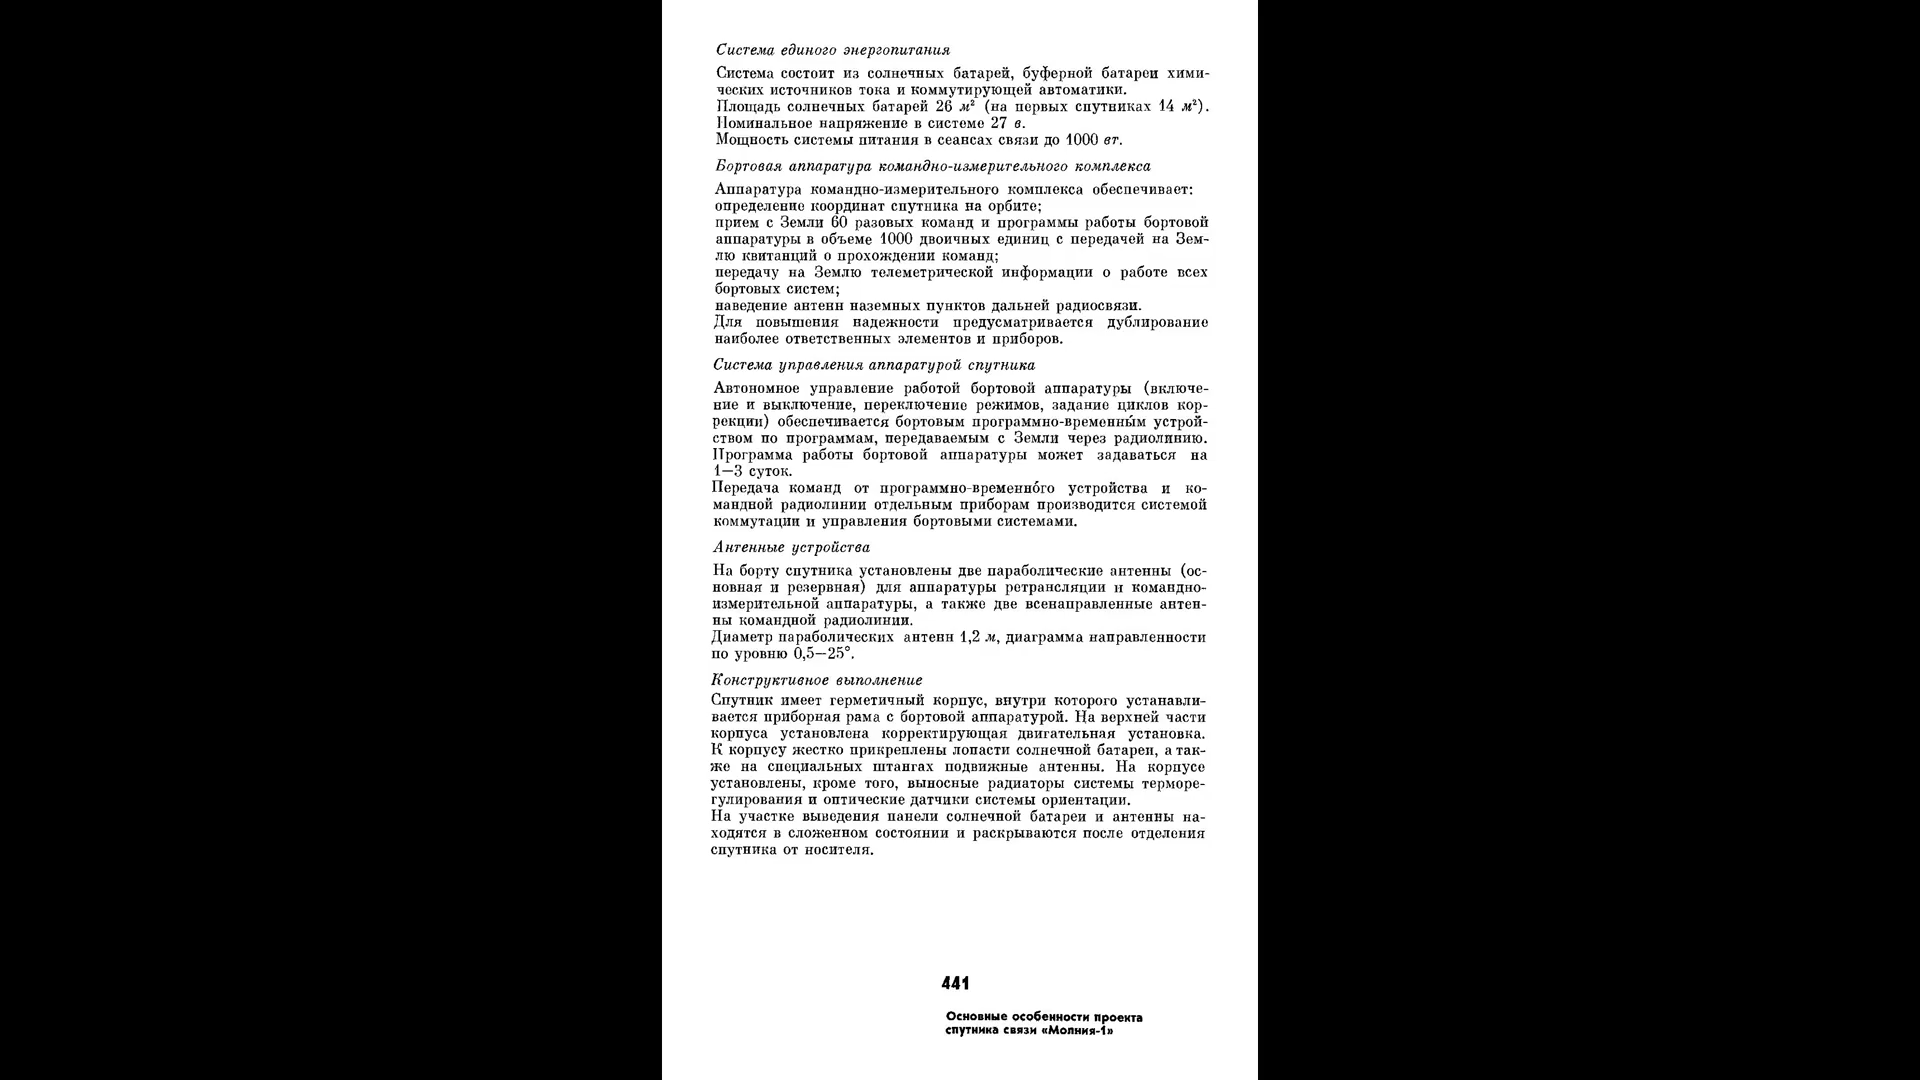 Система единого энергопитания
Система состоит из солнечных батарей, буферной батареи хими-
ческих источников тока и коммутирующей автоматики.
Площадь солнечных батарей 26 м² (на первых спутниках 14 м²).
Номинальное напряжение в системе 27 в.
Мощность системы питания в сеансах связи до 1000 вт.
Бортовая аппаратура командно-измерительного комплекса
Аппаратура командно-измерительного комплекса обеспечивает:
определение координат спутника на орбите;
прием с Земли 60 разовых команд и программы работы бортовой
аппаратуры в объеме 1000 двоичных единиц с передачей на Зем-
лю квитанций о прохождении команд;
передачу на Землю телеметрической информации о работе всех
бортовых систем;
наведение антенн наземных пунктов дальней радиосвязи.
Для повышения надежности предусматривается дублирование
наиболее ответственных элементов и приборов.
Система управления аппаратурой спутника
Автономное управление работой бортовой аппаратуры (включе-
ние и выключение, переключение режимов, задание циклов кор-
рекции) обеспечивается бортовым программно-временны́м устрой-
ством по программам, передаваемым с Земли через радиолинию.
Программа работы бортовой аппаратуры может задаваться на
1—3 суток.
Передача команд от программно-временно́го устройства и ко-
мандной радиолинии отдельным приборам производится системой
коммутации и управления бортовыми системами.
Антенные устройства
На борту спутника установлены две параболические антенны (ос-
новная и резервная) для аппаратуры ретрансляции и командно-
измерительной аппаратуры, а также две всенаправленные антен-
ны командной радиолинии.
Диаметр параболических антенн 1,2 м, диаграмма направленности
по уровню 0,5—25°.
Конструктивное выполнение
Спутник имеет герметичный корпус, внутри которого устанавли-
вается приборная рама с бортовой аппаратурой. На верхней части
корпуса установлена корректирующая двигательная установка.
К корпусу жестко прикреплены лопасти солнечной батареи, а так-
же на специальных штангах подвижные антенны. На корпусе
установлены, кроме того, выносные радиаторы системы терморе-
гулирования и оптические датчики системы ориентации.
На участке выведения панели солнечной батареи и антенны на-
ходятся в сложенном состоянии и раскрываются после отделения
спутника от носителя.
441
Основные особенности проекта
спутника связи «Молния-1»